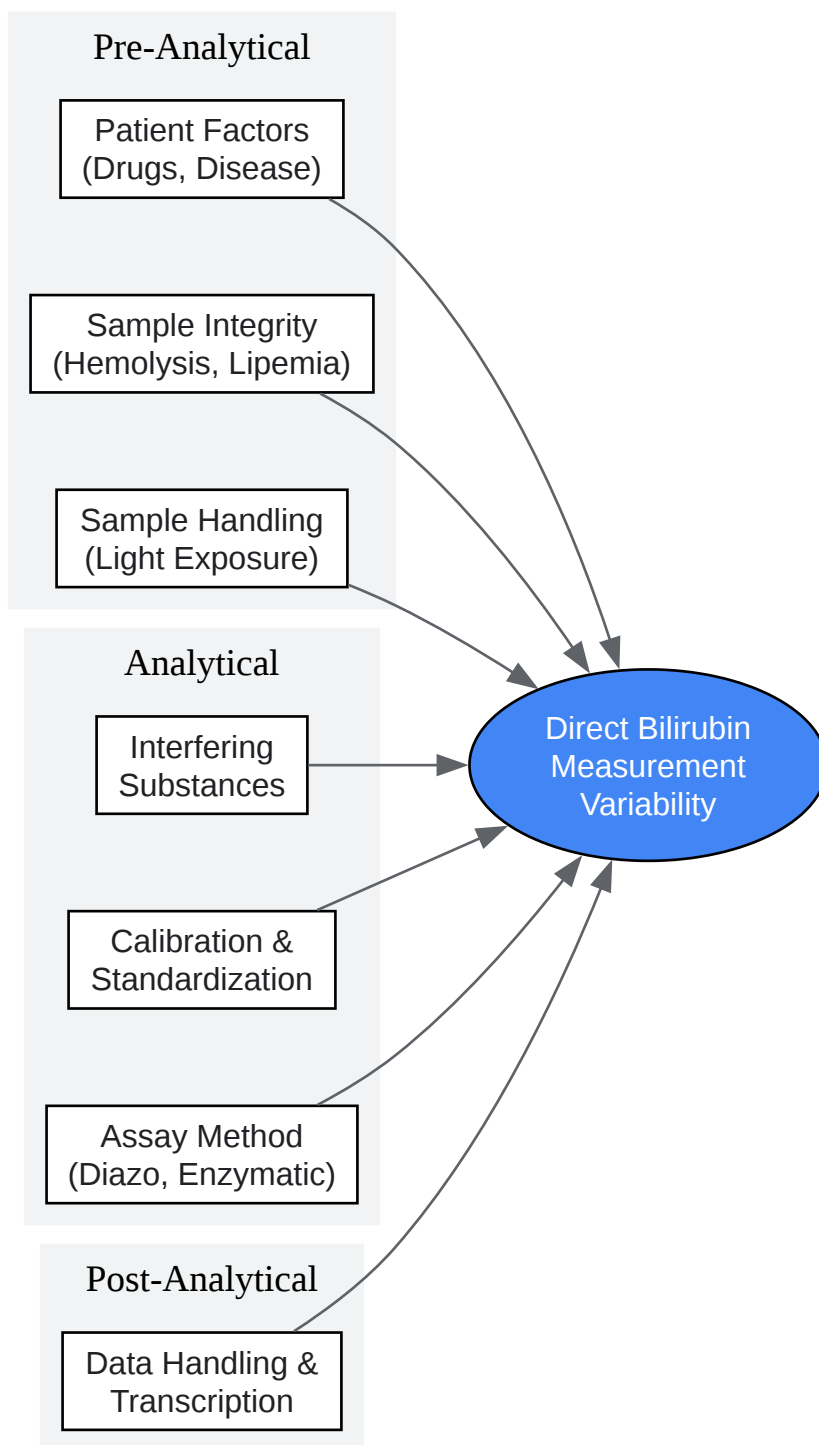 Pre-Analytical
Patient Factors
(Drugs, Disease)
Sample Integrity
(Hemolysis, Lipemia)
Sample Handling
(Light Exposure)
Analytical
Interfering
Substances
Calibration &
Standardization
Assay Method
(Diazo, Enzymatic)
Post-Analytical
Data Handling &
Transcription
Direct Bilirubin
Measurement
Variability